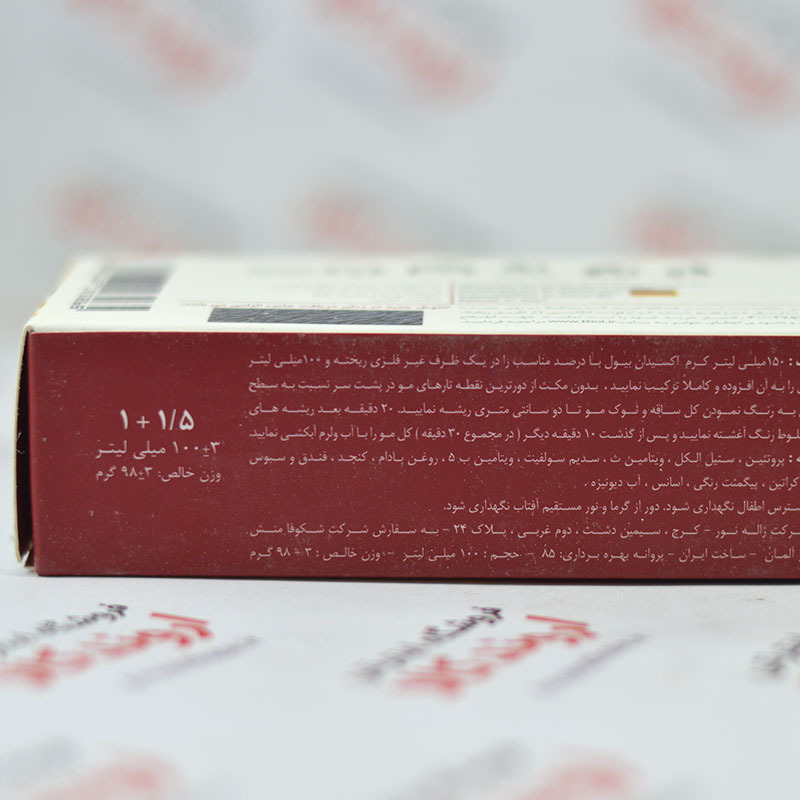 : ۱۵۰میلی لیتر کرم اکسیدان بیول با درصد مناسب را در یک ظرف غیر فلزی ریخته و ۱۰۰میلی لیتر
را به آن افزوده و کاملاً ترکیب نمایید ، بدون مکث از دورترین نقطه تارهای مو در پشت سر نسبت به سطح
به رنگ نمودن کل ساقه و نوک مو تا دو سانتی متری ریشه نمایید. ۲۰ دقیقه بعد ریشه های
رنگ آغشته نمایید و پس از گذشت ۱۰ دقیقه دیگر ( در مجموع ۳۰ دقیقه ) کل مو را با آب ولرم آبکشی نمایید.
: پروتئین ، ستیل الکل ، ویتامین ث ، سدیم سولفیت ، ویتامین ب ۵ ، روغن بادام ، کنجد ، فندق و سبوس
کراتین ، پیگمنت رنگی ، اسانس ، آب دیونیزه .
اطفال نگهداری شود. دور از گرما و نور مستقیم آفتاب نگهداری شود.
ژاله نور - کرج ، سیمین دشت ، دوم غربی ، پلاک ۲۴ - به سفارش شرکت شکوفا منش
آلمان - ساخت ایران - پروانه بهره برداری: ۸۵ - حجم : ۱۰۰ میلی لیتر - وزن خالص : ۳ + ۹۸ گرم
۱ + ۱/۵
۱۰۰±۳ میلی لیتر
وزن خالص: ۹۸±۳ گرم
فروشگاه اینترنتی
اروشا کالا